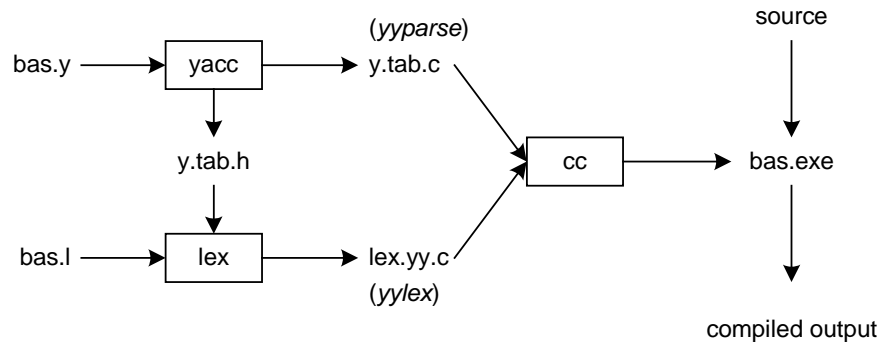 (yyparse)
source
bas.y
yacc
y.tab.c
y.tab.h
cc
bas.exe
bas.l
lex
lex.yy.c
(yylex)
compiled output